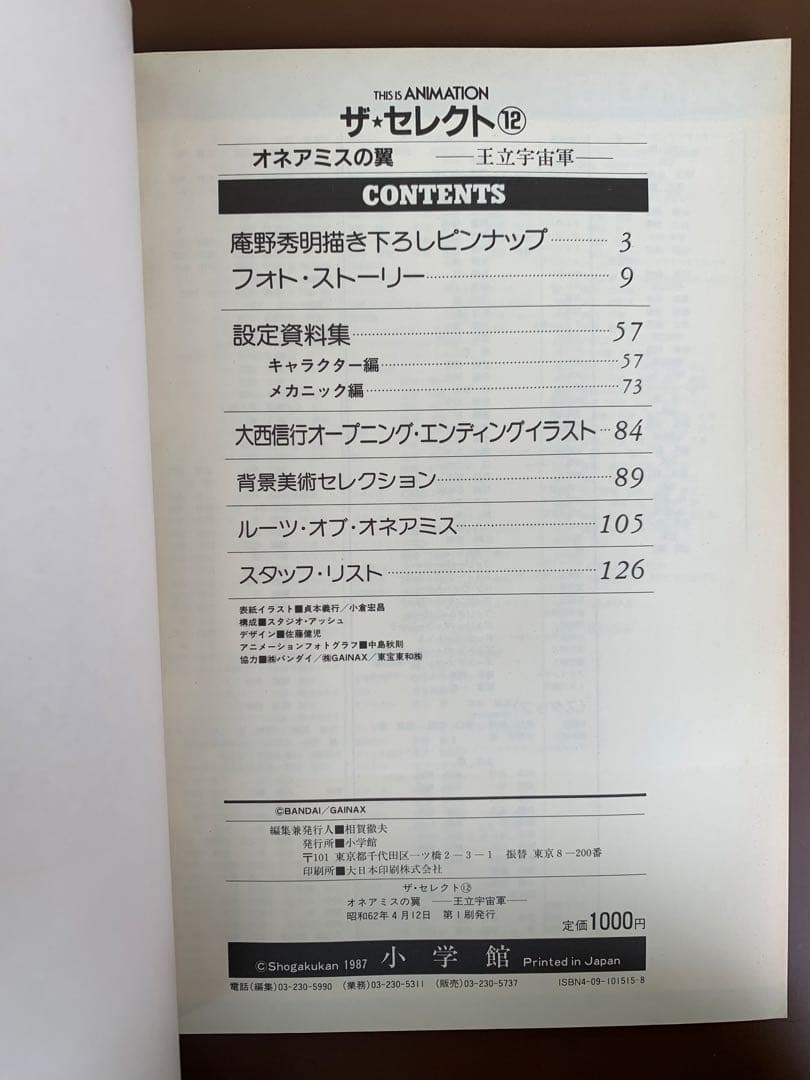 THIS IS ANIMATION
ザ★セレクト⑫
オネアミスの翼 ――王立宇宙軍――
CONTENTS
庵野秀明描き下ろしピンナップ……………3
フォト・ストーリー……………9
設定資料集……………57
キャラクター編……………57
メカニック編……………73
大西信行オープニング・エンディングイラスト…84
背景美術セレクション……………89
ルーツ・オブ・オネアミス……………105
スタッフ・リスト……………126
表紙イラスト■貞本義行/小倉宏昌
構成■スタジオ・アッシュ
デザイン■佐藤健児
アニメーションフォトグラフ■中島秋則
協力■㈱バンダイ/㈱GAINAX/東宝東和㈱
©BANDAI/GAINAX
編集兼発行人■相賀徹夫
発行所■小学館
〒101 東京都千代田区一ツ橋2−3−1 振替 東京8−200番
印刷所■大日本印刷株式会社
ザ・セレクト⑫
オネアミスの翼 ――王立宇宙軍――
昭和62年4月12日 第1刷発行
定価1000円
©Shogakukan 1987 小学館 Printed in Japan
電話(編集)03-230-5990 (業務)03-230-5311 (販売)03-230-5737 ISBN4-09-101515-8